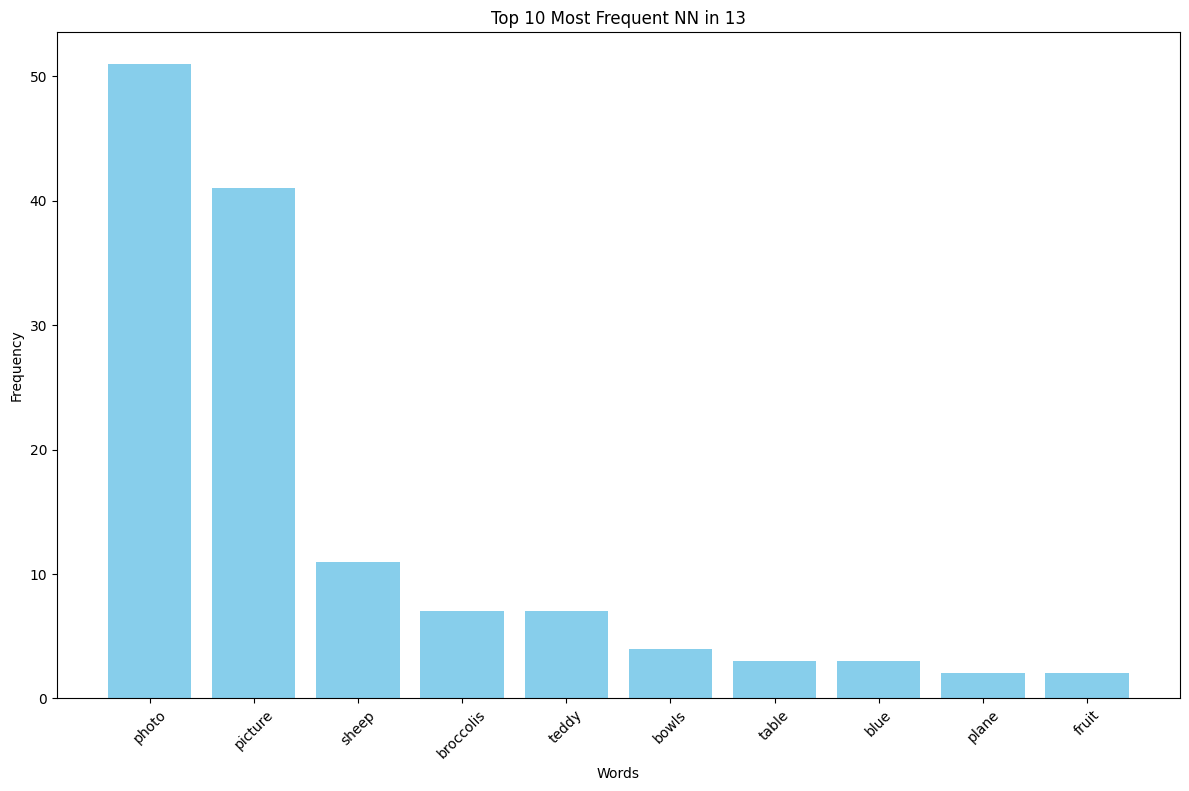 Top 10 Most Frequent NN in 13
Frequency
50
40
30
20
10
0
photo
picture
sheep
broccolis
teddy
bowls
table
blue
plane
fruit
Words